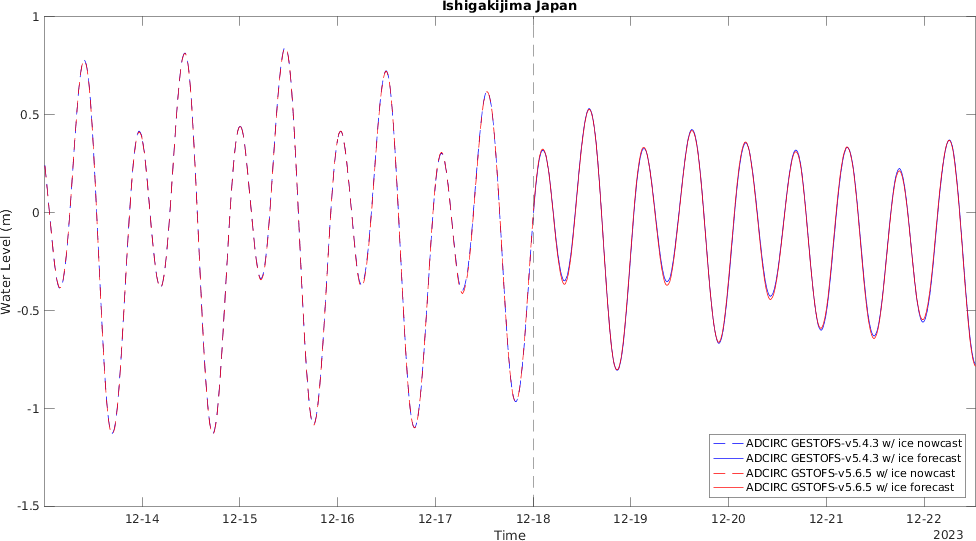 Ishigakijima Japan
1
0.5
0
-0.5
-1
-1.5
Water Level (m)
12-14
12-15
12-16
12-17
12-18
12-19
12-20
12-21
12-22
Time
2023
ADCIRC GESTOFS-v5.4.3 w/ ice nowcast
ADCIRC GESTOFS-v5.4.3 w/ ice forecast
ADCIRC GSTOFS-v5.6.5 w/ ice nowcast
ADCIRC GSTOFS-v5.6.5 w/ ice forecast